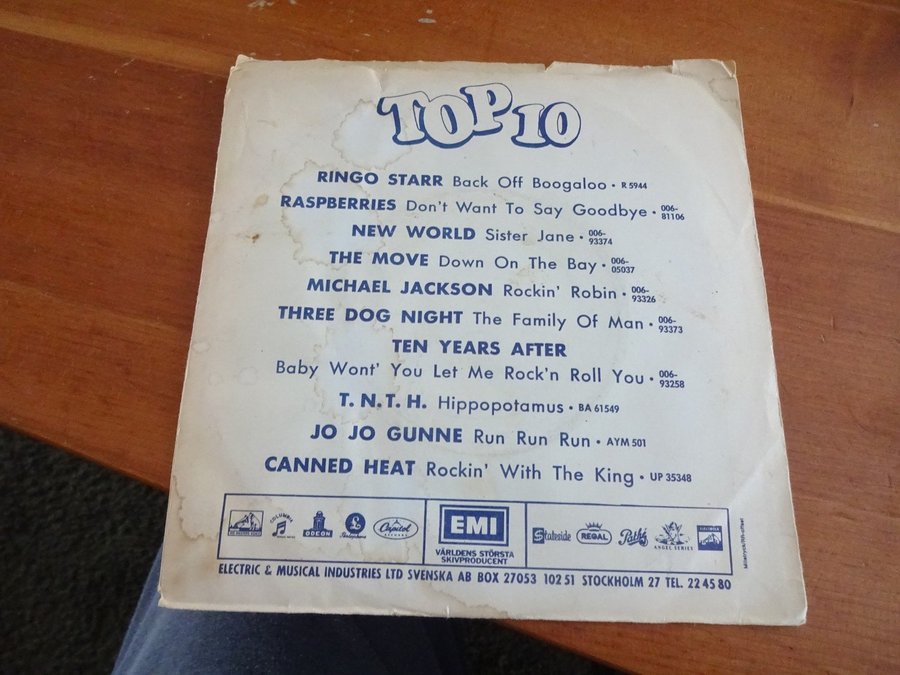 TOP 10
RINGO STARR Back Off Boogaloo • R 5944
RASPBERRIES Don't Want To Say Goodbye • 006-81106
NEW WORLD Sister Jane • 006-93374
THE MOVE Down On The Bay • 006-05037
MICHAEL JACKSON Rockin' Robin • 006-93326
THREE DOG NIGHT The Family Of Man • 006-93373
TEN YEARS AFTER
Baby Wont' You Let Me Rock'n Roll You • 006-93258
T. N. T. H. Hippopotamus • BA 61549
JO JO GUNNE Run Run Run • AYM 501
CANNED HEAT Rockin' With The King • UP 35348
COLUMBIA
ODEON
Parlophone
Capitol
RECORDS
EMI
VÄRLDENS STÖRSTA
SKIVPRODUCENT
Stateside
REGAL
Pathé
ANGEL SERIES
ELECTRIC & MUSICAL INDUSTRIES LTD SVENSKA AB BOX 27053 102 51 STOCKHOLM 27 TEL. 22 45 80